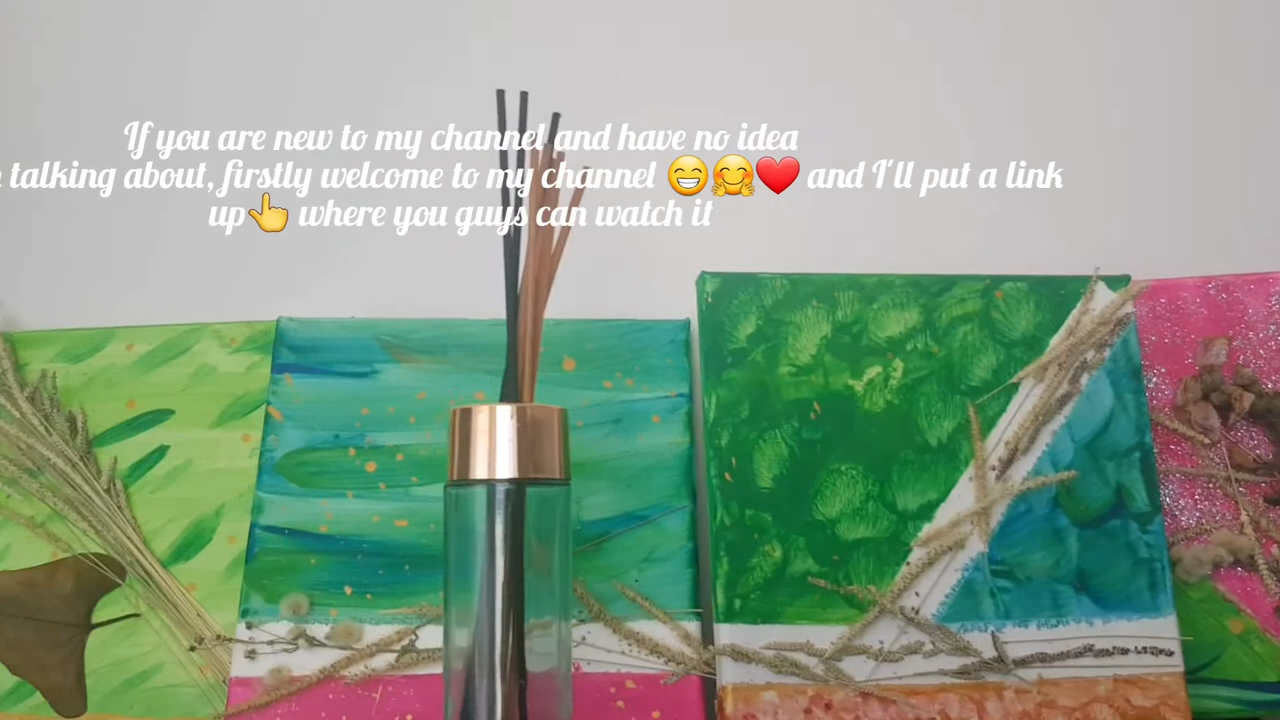 If you are new to my channel and have no idea
talking about, firstly welcome to my channel 😁🤗❤️ and I'll put a link
up👆 where you guys can watch it